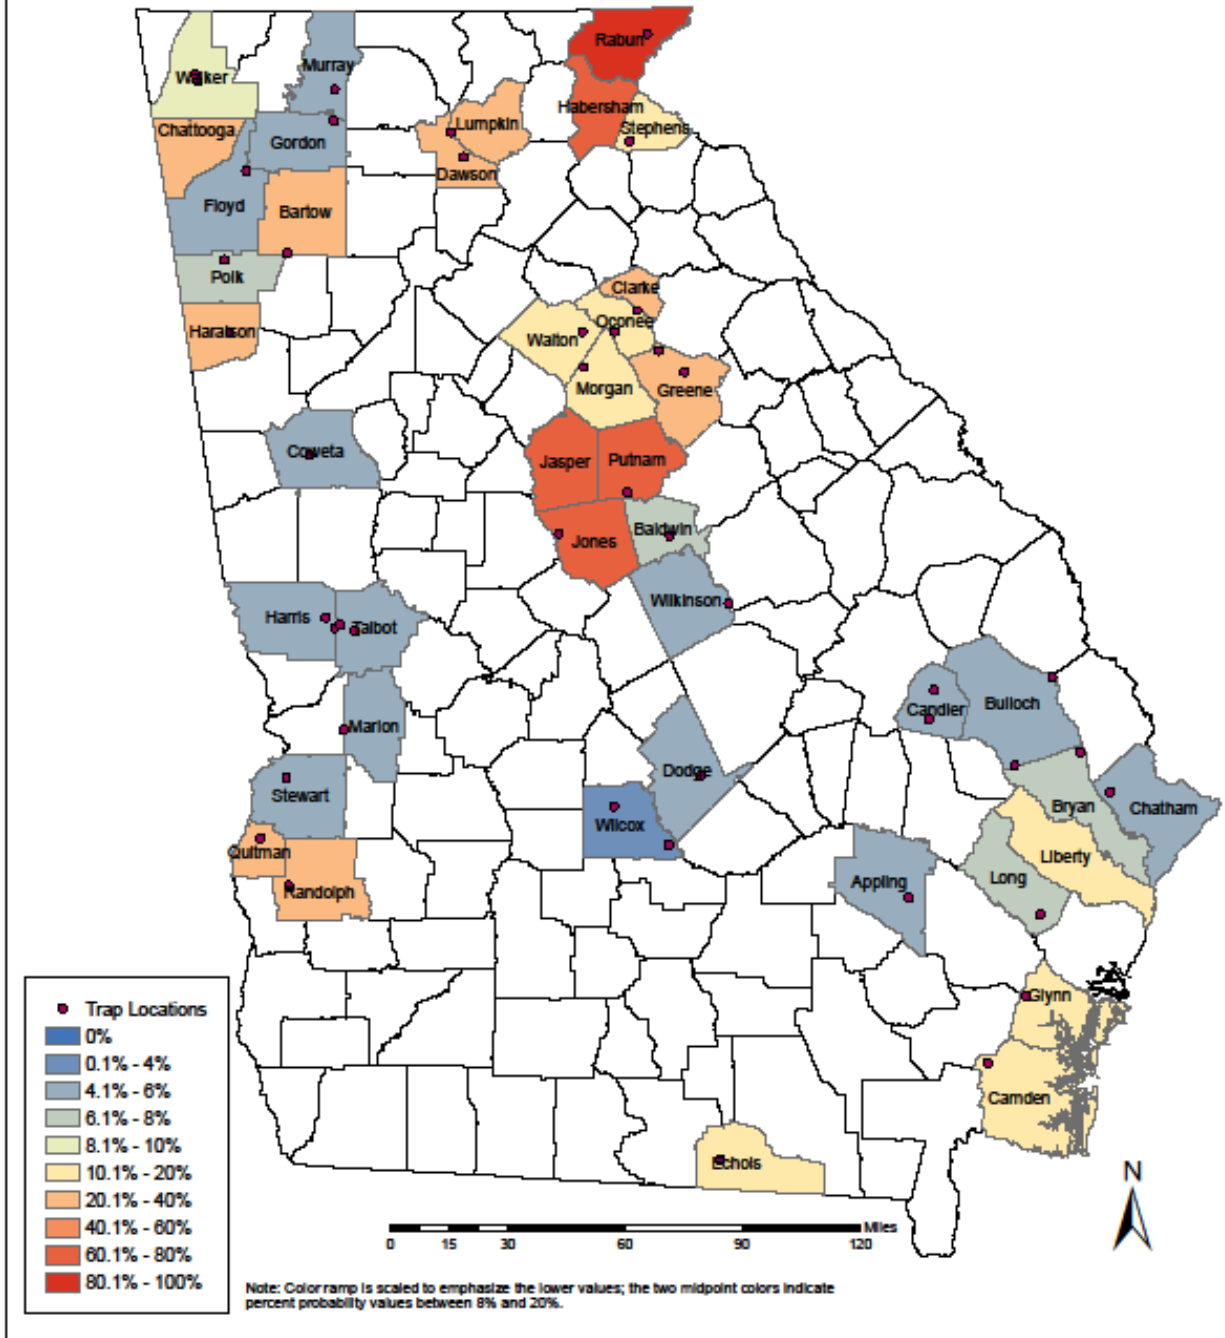 Rabun
Walker
Murray
Habersham
Chattooga
Lumpkin
Stephens
Gordon
Dawson
Floyd
Bartow
Polk
Clarke
Haralson
Oconee
Walton
Morgan
Greene
Coweta
Jasper
Putnam
Baldwin
Jones
Wilkinson
Harris
Talbot
Candler
Bulloch
Marion
Dodge
Stewart
Bryan
Chatham
Wilcox
Quitman
Liberty
Long
Appling
Randolph
Glynn
Camden
Echols
Trap Locations
0%
0.1% - 4%
4.1% - 6%
6.1% - 8%
8.1% - 10%
10.1% - 20%
20.1% - 40%
40.1% - 60%
60.1% - 80%
80.1% - 100%
N
Miles
0 15 30 60 90 120
Note: Color ramp is scaled to emphasize the lower values; the two midpoint colors indicate
percent probability values between 8% and 20%.